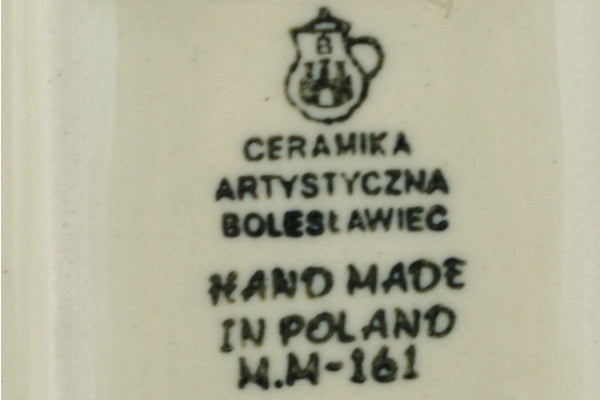 B
CERAMIKA
ARTYSTYCZNA
BOLESŁAWIEC
HAND MADE
IN POLAND
M.M-161